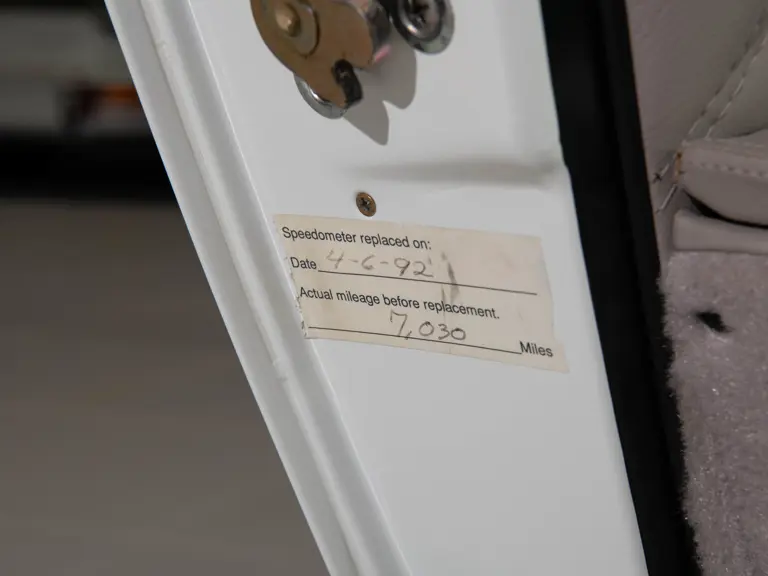 Speedometer replaced on:
Date 4-6-92
Actual mileage before replacement.
7,030 Miles